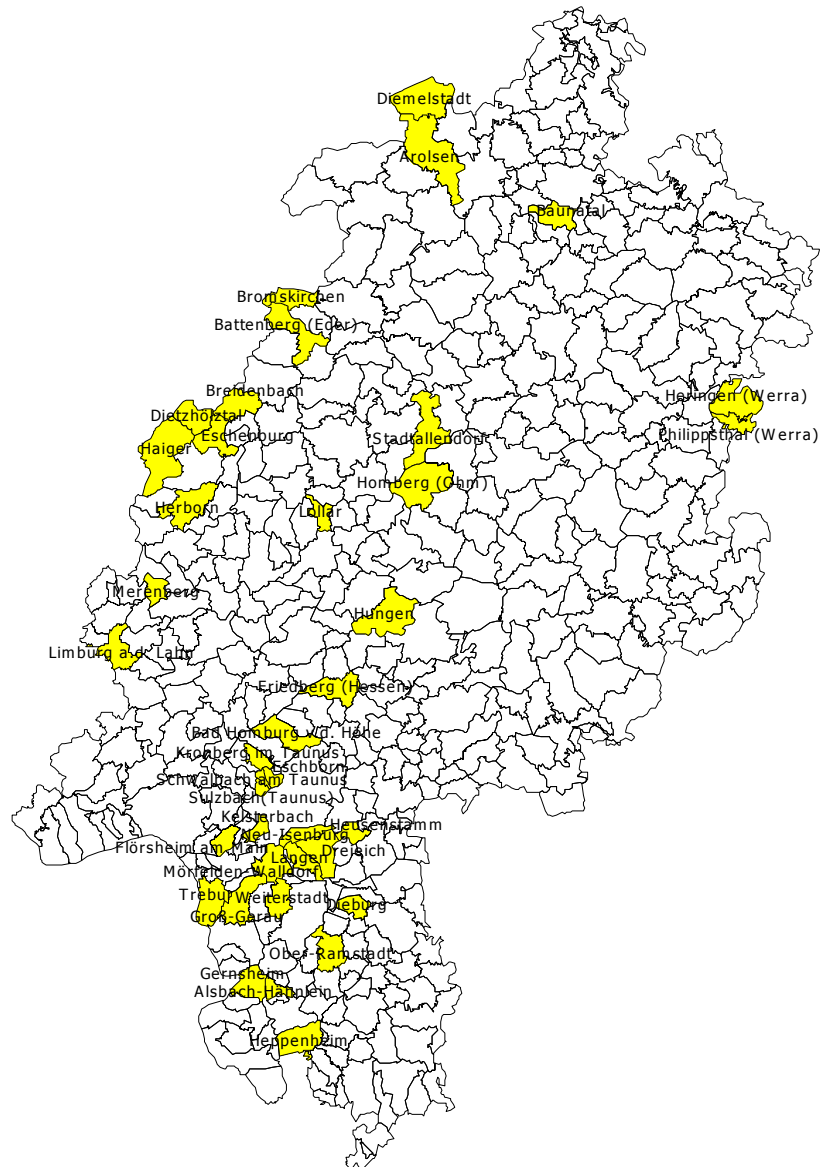 Diemelstadt
Arolsen
Baunatal
Bromskirchen
Battenberg (Eder)
Breidenbach
Heringen (Werra)
Dietzhölztal
Eschenburg
Stadtallendorf
Philippsthal (Werra)
Haiger
Homberg (Ohm)
Herborn
Lollar
Merenberg
Hungen
Limburg a.d. Lahn
Friedberg (Hessen)
Bad Homburg v.d. Höhe
Kronberg im Taunus
Eschborn
Schwalbach am Taunus
Sulzbach(Taunus)
Kelsterbach
Heusenstamm
Neu-Isenburg
Flörsheim am Main
Dreieich
Langen
Mörfelden-Walldorf
Trebur
Weiterstadt
Dieburg
Groß-Gerau
Ober-Ramstadt
Gernsheim
Alsbach-Hähnlein
Heppenheim